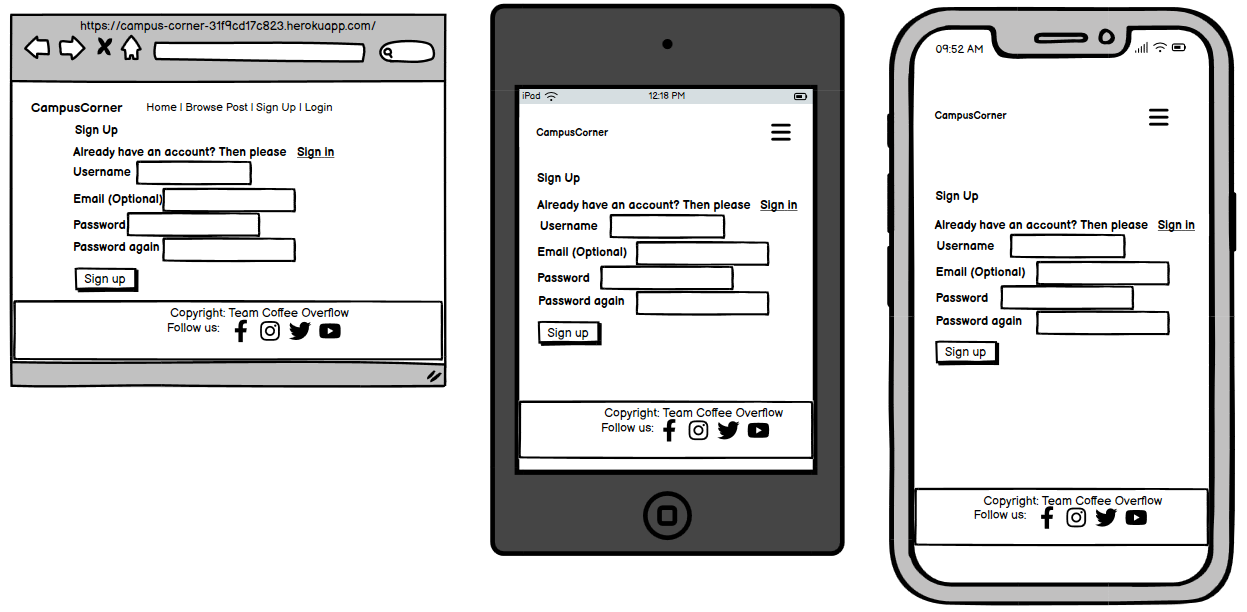 https://campus-corner-31f9cd17c823.herokuapp.com/
CampusCorner Home | Browse Post | Sign Up | Login
Sign Up
Already have an account? Then please Sign in
Username
Email (Optional)
Password
Password again
Sign up
Copyright: Team Coffee Overflow
Follow us:
iPad 12:18 PM
CampusCorner
Sign Up
Already have an account? Then please Sign in
Username
Email (Optional)
Password
Password again
Sign up
Copyright: Team Coffee Overflow
Follow us:
09:52 AM
CampusCorner
Sign Up
Already have an account? Then please Sign in
Username
Email (Optional)
Password
Password again
Sign up
Copyright: Team Coffee Overflow
Follow us: